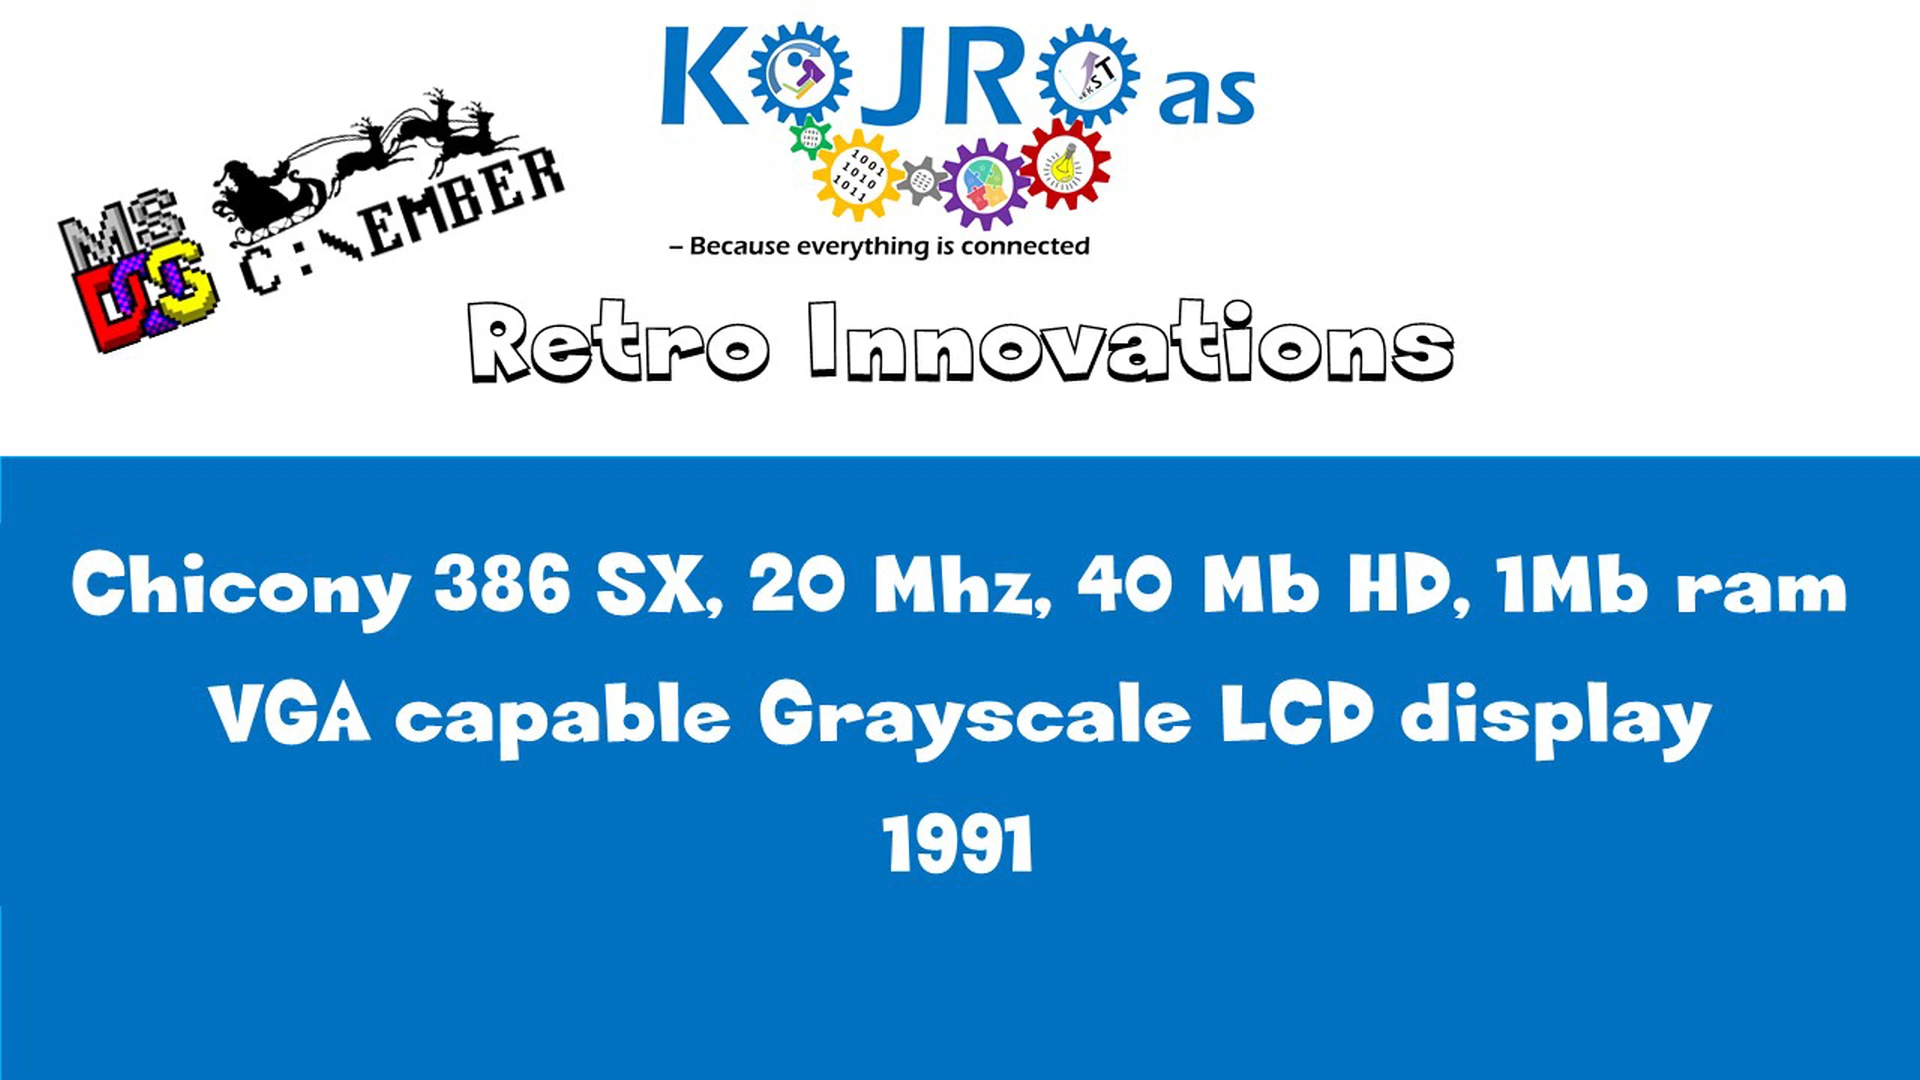 KOJRO as
MS
DOS
C:\EMBER
1001
1010
1011
– Because everything is connected
Retro Innovations
Chicony 386 SX, 20 Mhz, 40 Mb HD, 1Mb ram
VGA capable Grayscale LCD display
1991